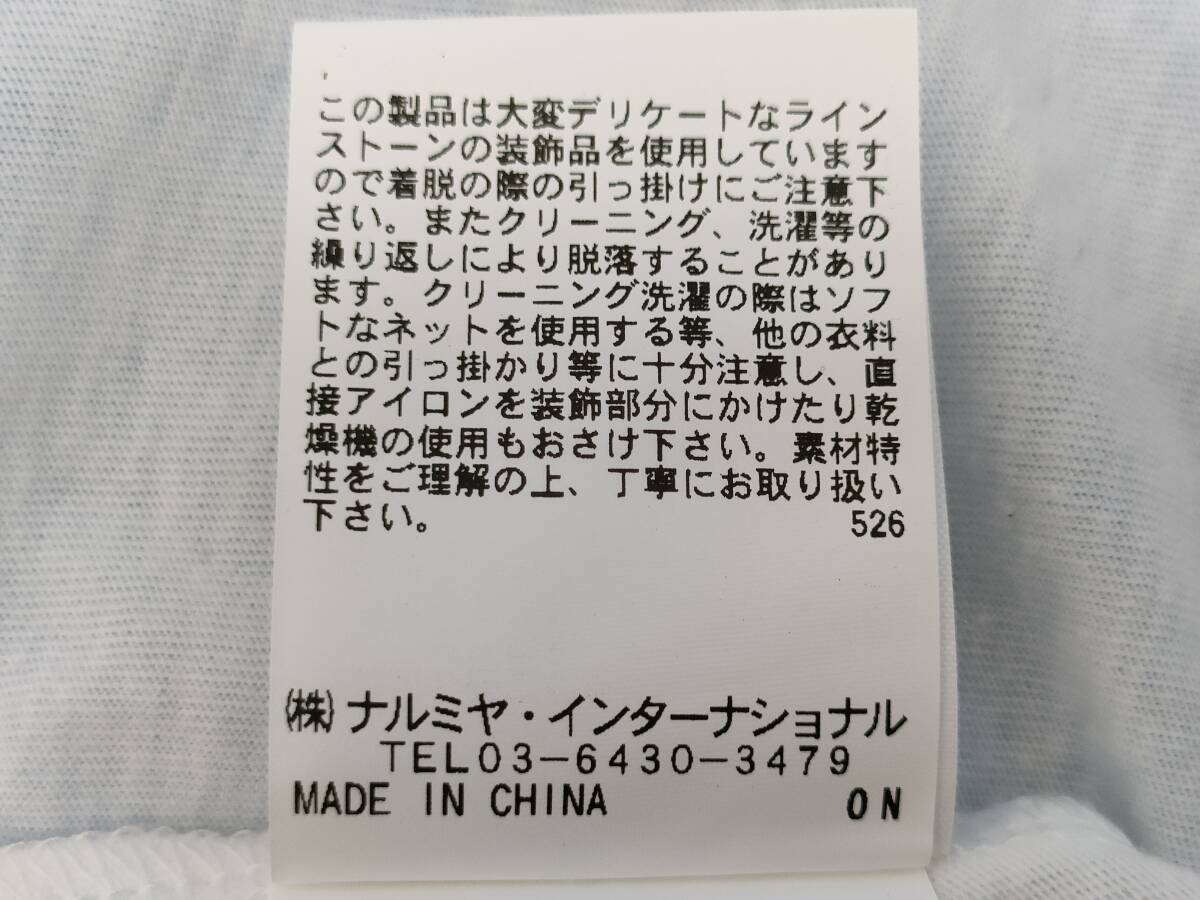 この製品は大変デリケートなライン
ストーンの装飾品を使用しています
ので着脱の際の引っ掛けにご注意下
さい。またクリーニング、洗濯等の
繰り返しにより脱落することがあり
ます。クリーニング洗濯の際はソフ
トなネットを使用する等、他の衣料
との引っ掛かり等に十分注意し、直
接アイロンを装飾部分にかけたり乾
燥機の使用もおさけ下さい。素材特
性をご理解の上、丁寧にお取り扱い
下さい。 526
㈱ナルミヤ・インターナショナル
TEL03-6430-3479
MADE IN CHINA ON